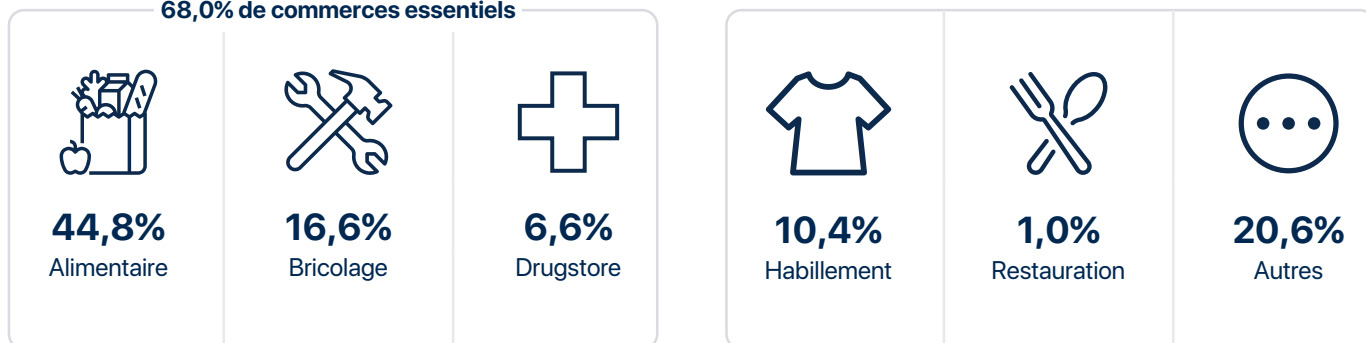 68,0% de commerces essentiels
44,8%
Alimentaire
16,6%
Bricolage
6,6%
Drugstore
10,4%
Habillement
1,0%
Restauration
20,6%
Autres